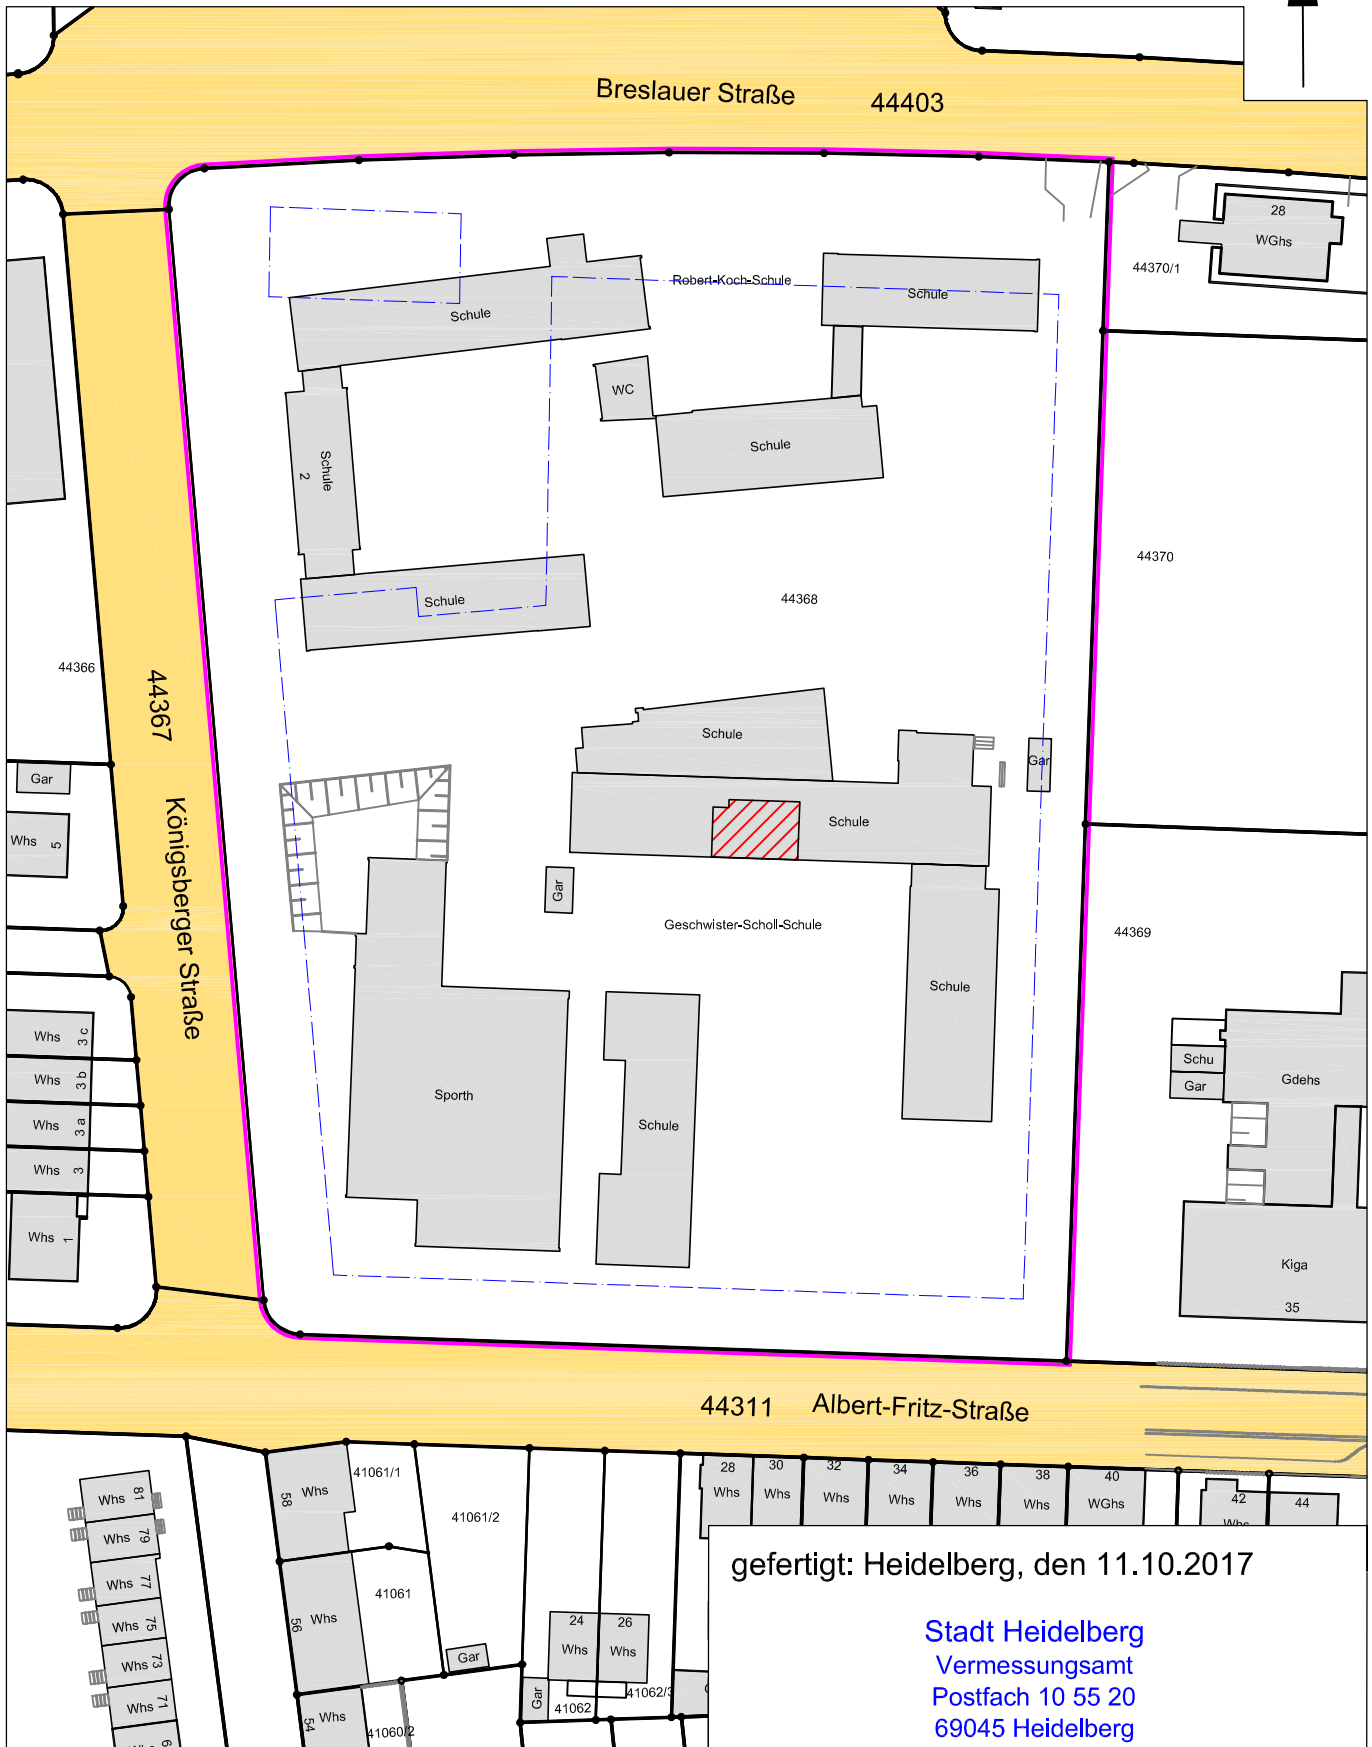 Breslauer Straße
44403
28
WGhs
44370/1
Robert-Koch-Schule
Schule
Schule
WC
Schule
Schule
2
44370
Schule
44368
44366
44367
Schule
Gar
Gar
Königsberger Straße
Schule
Whs
5
Gar
Geschwister-Scholl-Schule
44369
Schule
Whs
3 c
Schu
Whs
3 b
Gar
Gdehs
Sporth
Whs
3 a
Schule
Whs
3
Whs
1
Kiga
35
44311
Albert-Fritz-Straße
28
30
32
34
36
38
40
Whs
Whs
Whs
Whs
Whs
Whs
WGhs
42
44
Whs
41061/1
58
Whs
41061/2
Whs
81
Whs
79
Whs
77
Whs
75
Whs
73
Whs
71
41061
56
Whs
24
26
Whs
Whs
Gar
Gar
41062
41062/3
54
Whs
41060/2
gefertigt: Heidelberg, den 11.10.2017
Stadt Heidelberg
Vermessungsamt
Postfach 10 55 20
69045 Heidelberg